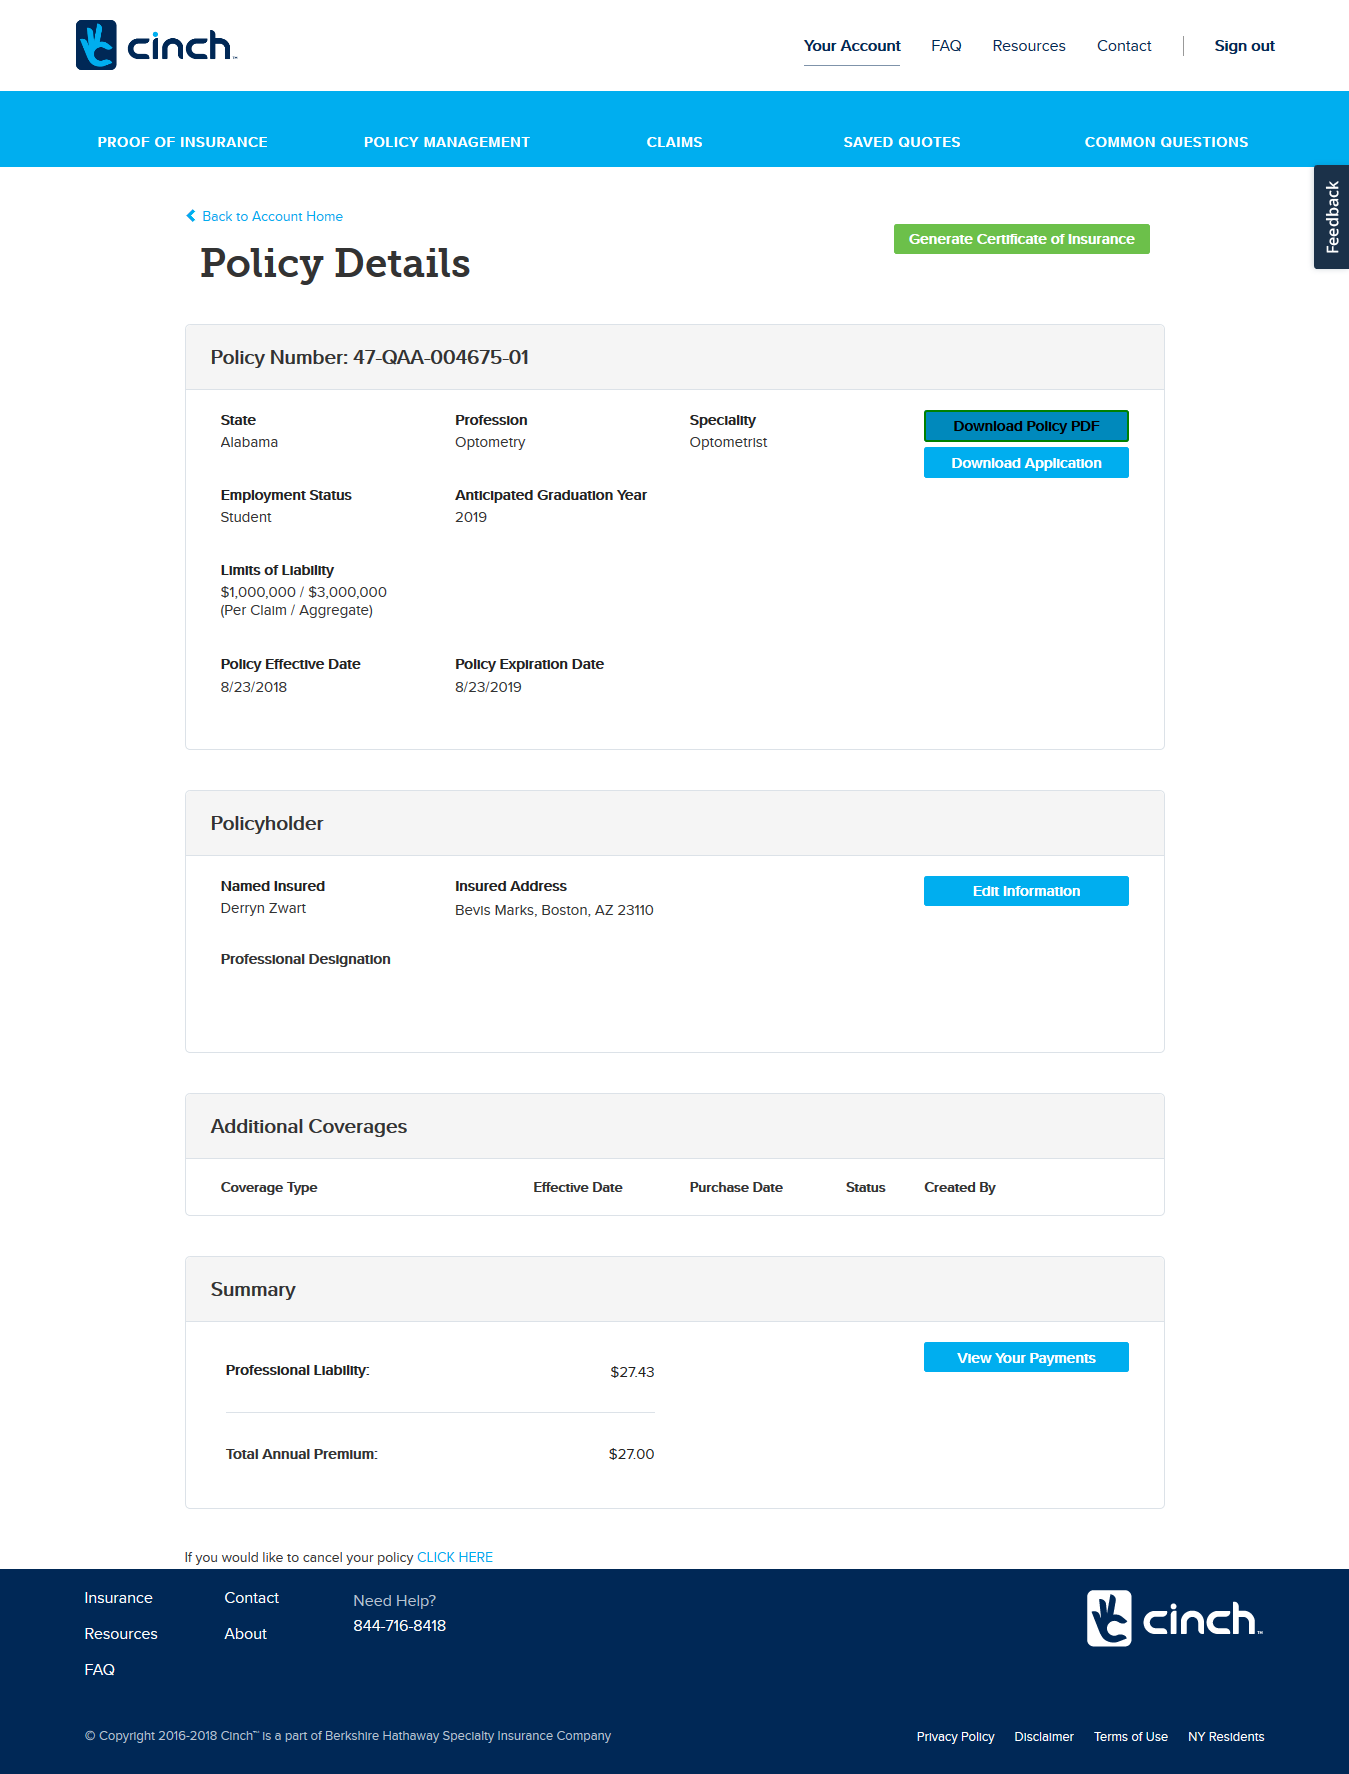 cinch™
Your Account FAQ Resources Contact Sign out
PROOF OF INSURANCE POLICY MANAGEMENT CLAIMS SAVED QUOTES COMMON QUESTIONS
Feedback
Back to Account Home
Generate Certificate of Insurance
Policy Details
Policy Number: 47-QAA-004675-01
State Profession Speciality
Alabama Optometry Optometrist
Download Policy PDF
Download Application
Employment Status Anticipated Graduation Year
Student 2019
Limits of Liability
$1,000,000 / $3,000,000
(Per Claim / Aggregate)
Policy Effective Date Policy Expiration Date
8/23/2018 8/23/2019
Policyholder
Named Insured Insured Address
Derryn Zwart Bevis Marks, Boston, AZ 23110
Edit Information
Professional Designation
Additional Coverages
Coverage Type Effective Date Purchase Date Status Created By
Summary
View Your Payments
Professional Liability: $27.43
Total Annual Premium: $27.00
If you would like to cancel your policy CLICK HERE
Insurance Contact Need Help?
844-716-8418
Resources About
FAQ
cinch™
© Copyright 2016-2018 Cinch™ is a part of Berkshire Hathaway Specialty Insurance Company
Privacy Policy Disclaimer Terms of Use NY Residents